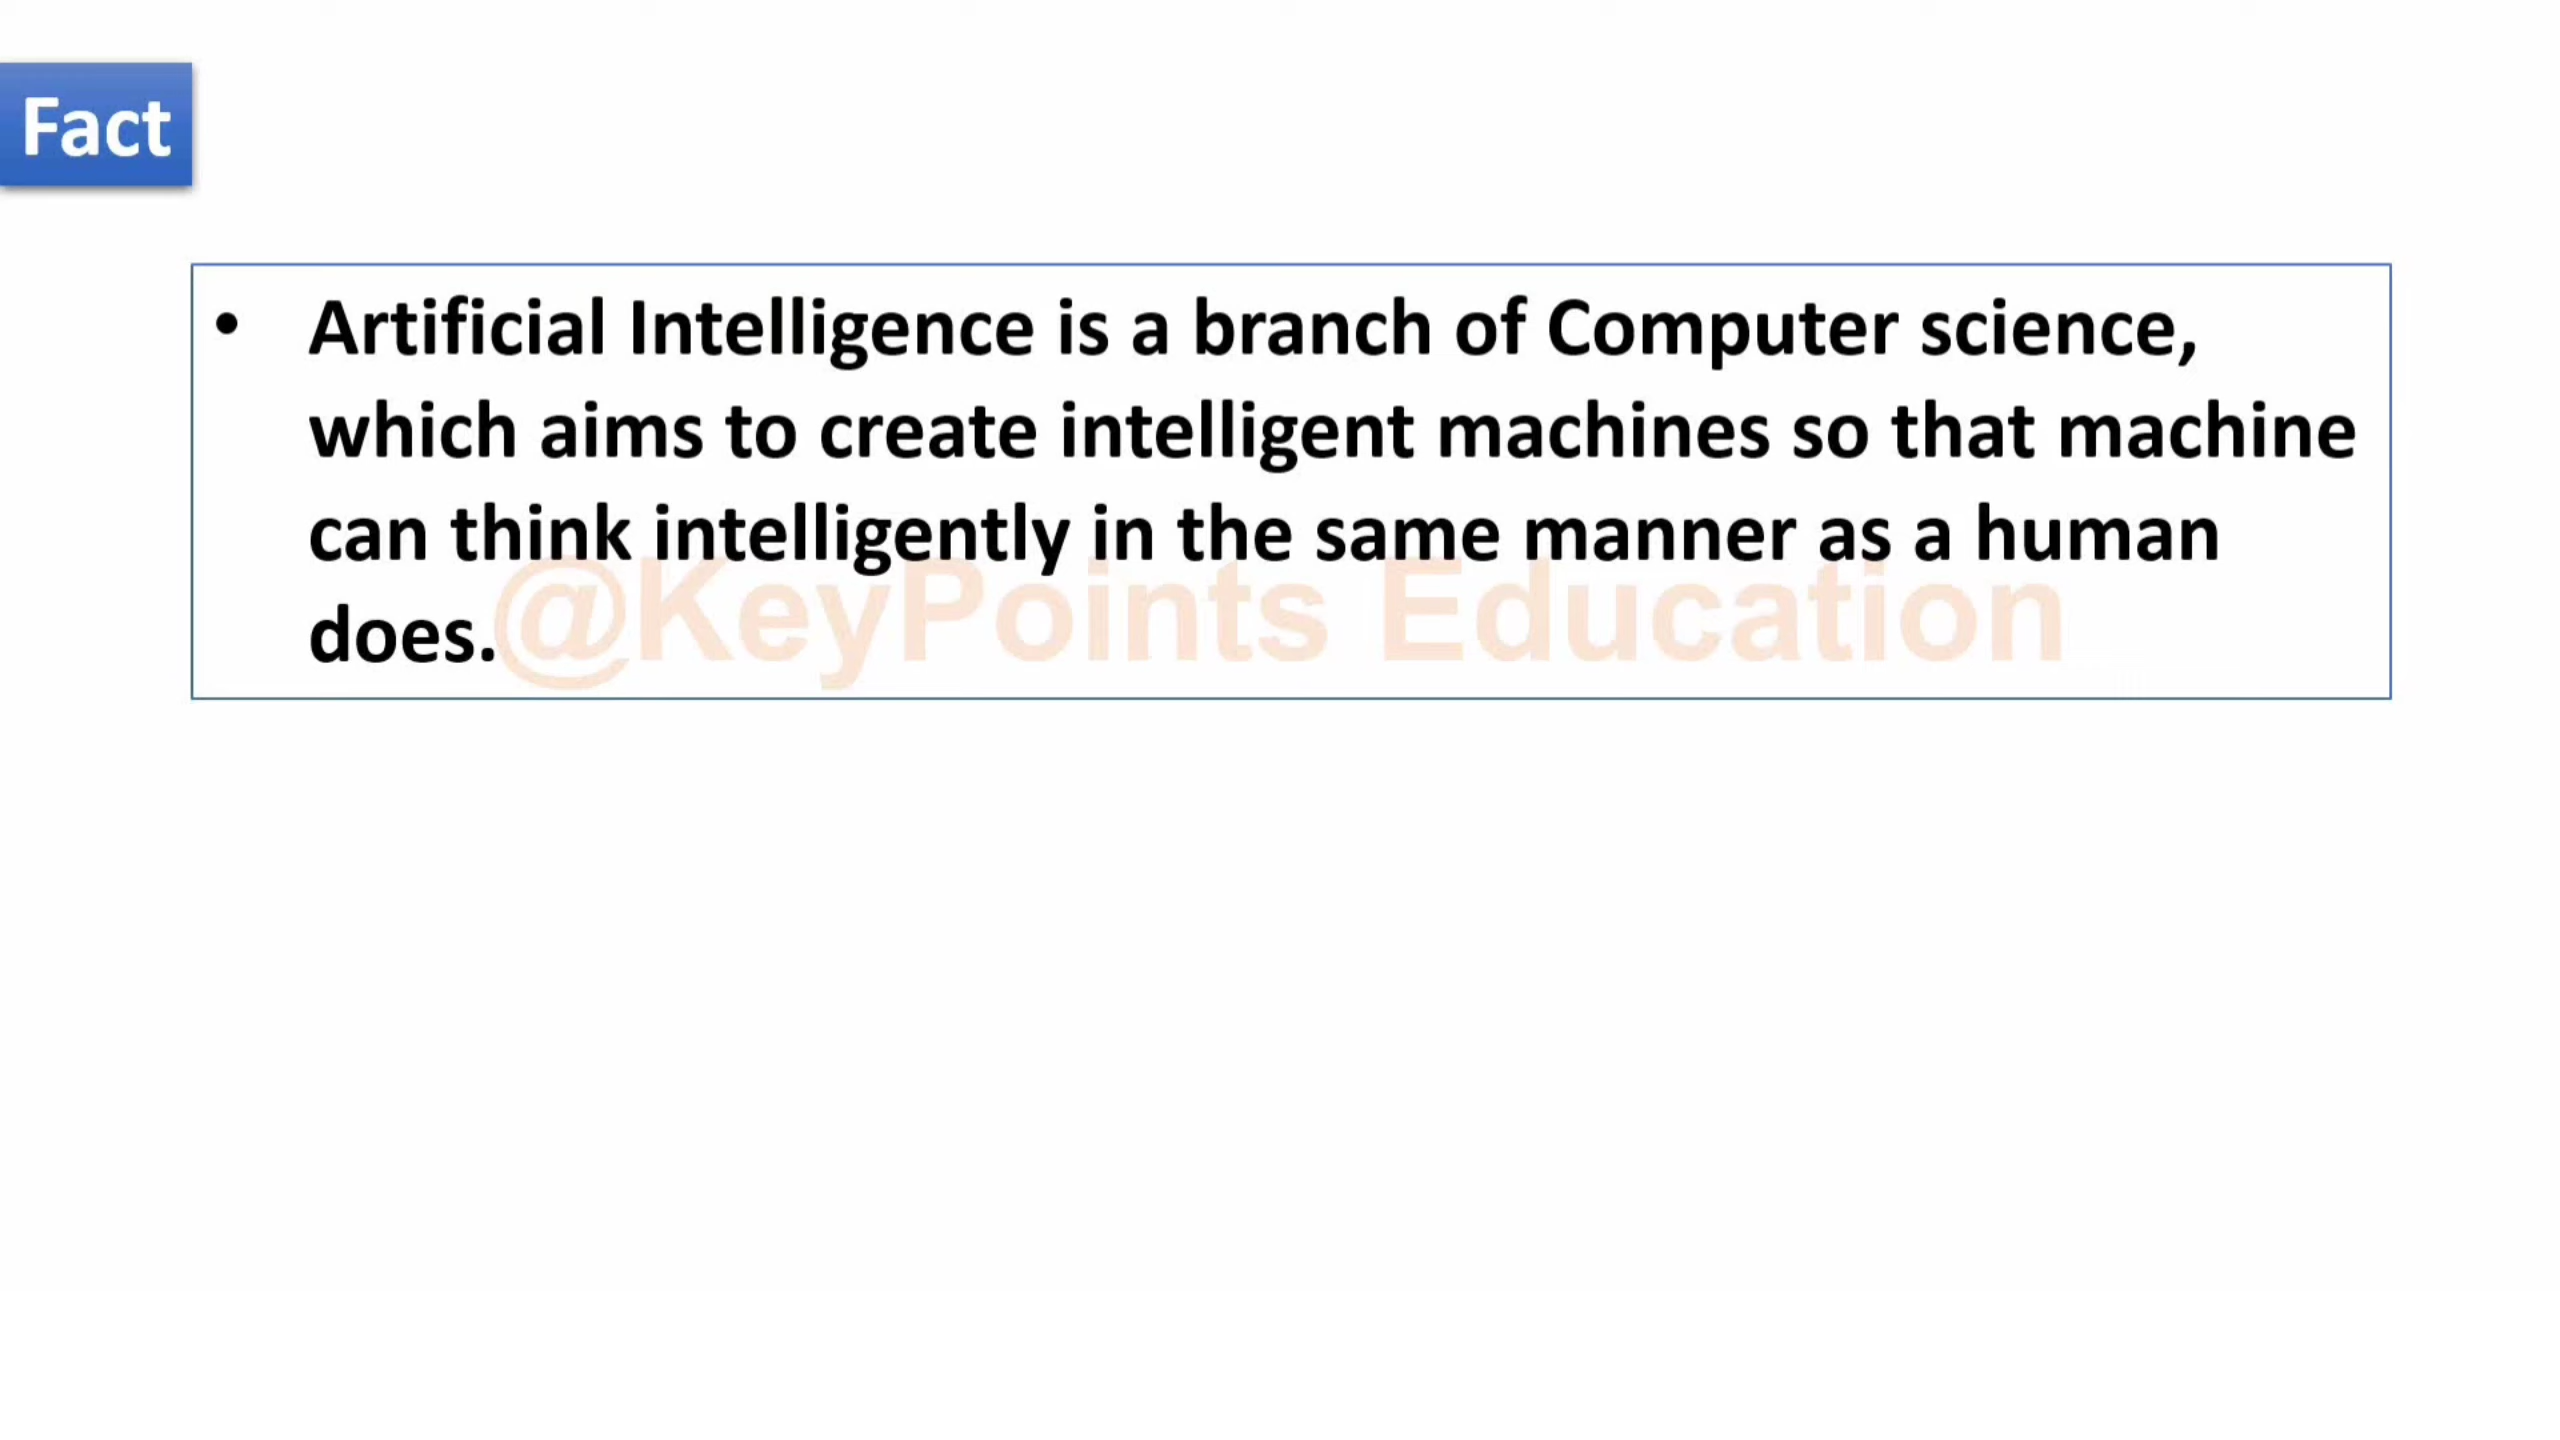 Fact
• Artificial Intelligence is a branch of Computer science,
which aims to create intelligent machines so that machine
can think intelligently in the same manner as a human
does.
@KeyPoints Education